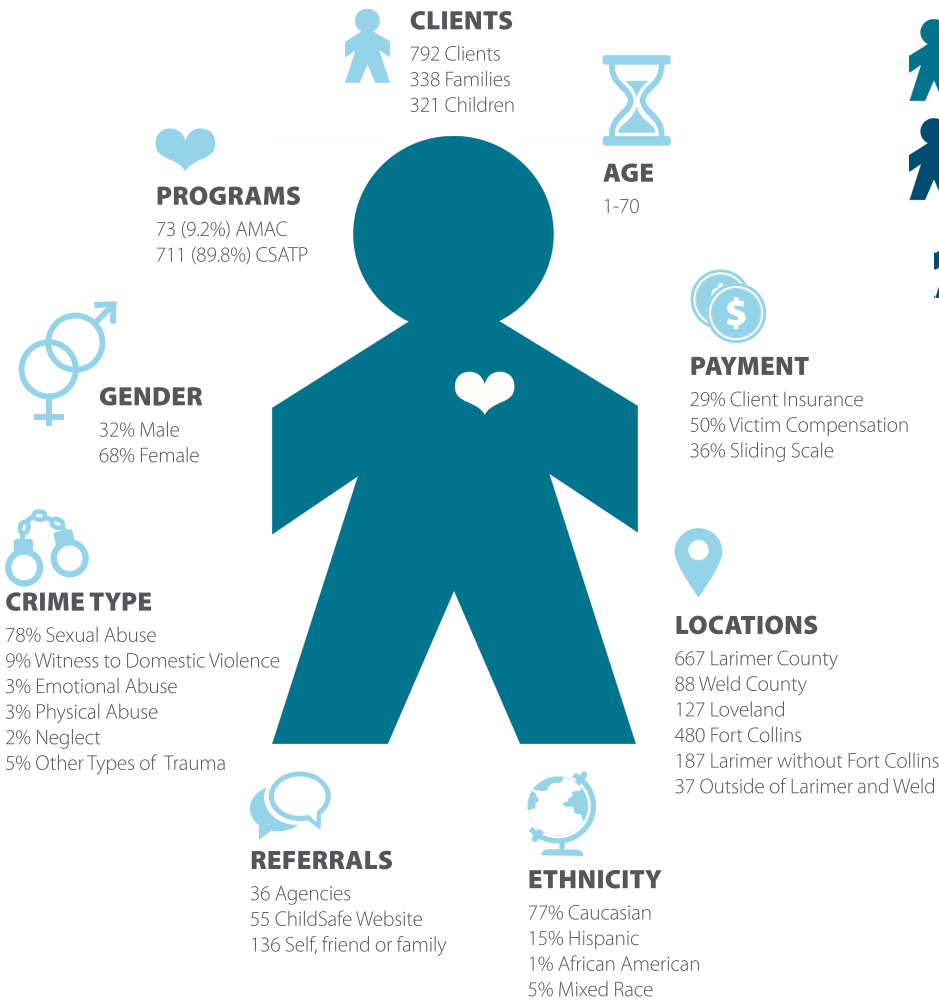 CLIENTS
792 Clients
338 Families
321 Children
AGE
1-70
PROGRAMS
73 (9.2%) AMAC
711 (89.8%) CSATP
$
PAYMENT
29% Client Insurance
50% Victim Compensation
36% Sliding Scale
GENDER
32% Male
68% Female
CRIME TYPE
78% Sexual Abuse
9% Witness to Domestic Violence
3% Emotional Abuse
3% Physical Abuse
2% Neglect
5% Other Types of Trauma
LOCATIONS
667 Larimer County
88 Weld County
127 Loveland
480 Fort Collins
187 Larimer without Fort Collins
37 Outside of Larimer and Weld
REFERRALS
36 Agencies
55 ChildSafe Website
136 Self, friend or family
ETHNICITY
77% Caucasian
15% Hispanic
1% African American
5% Mixed Race